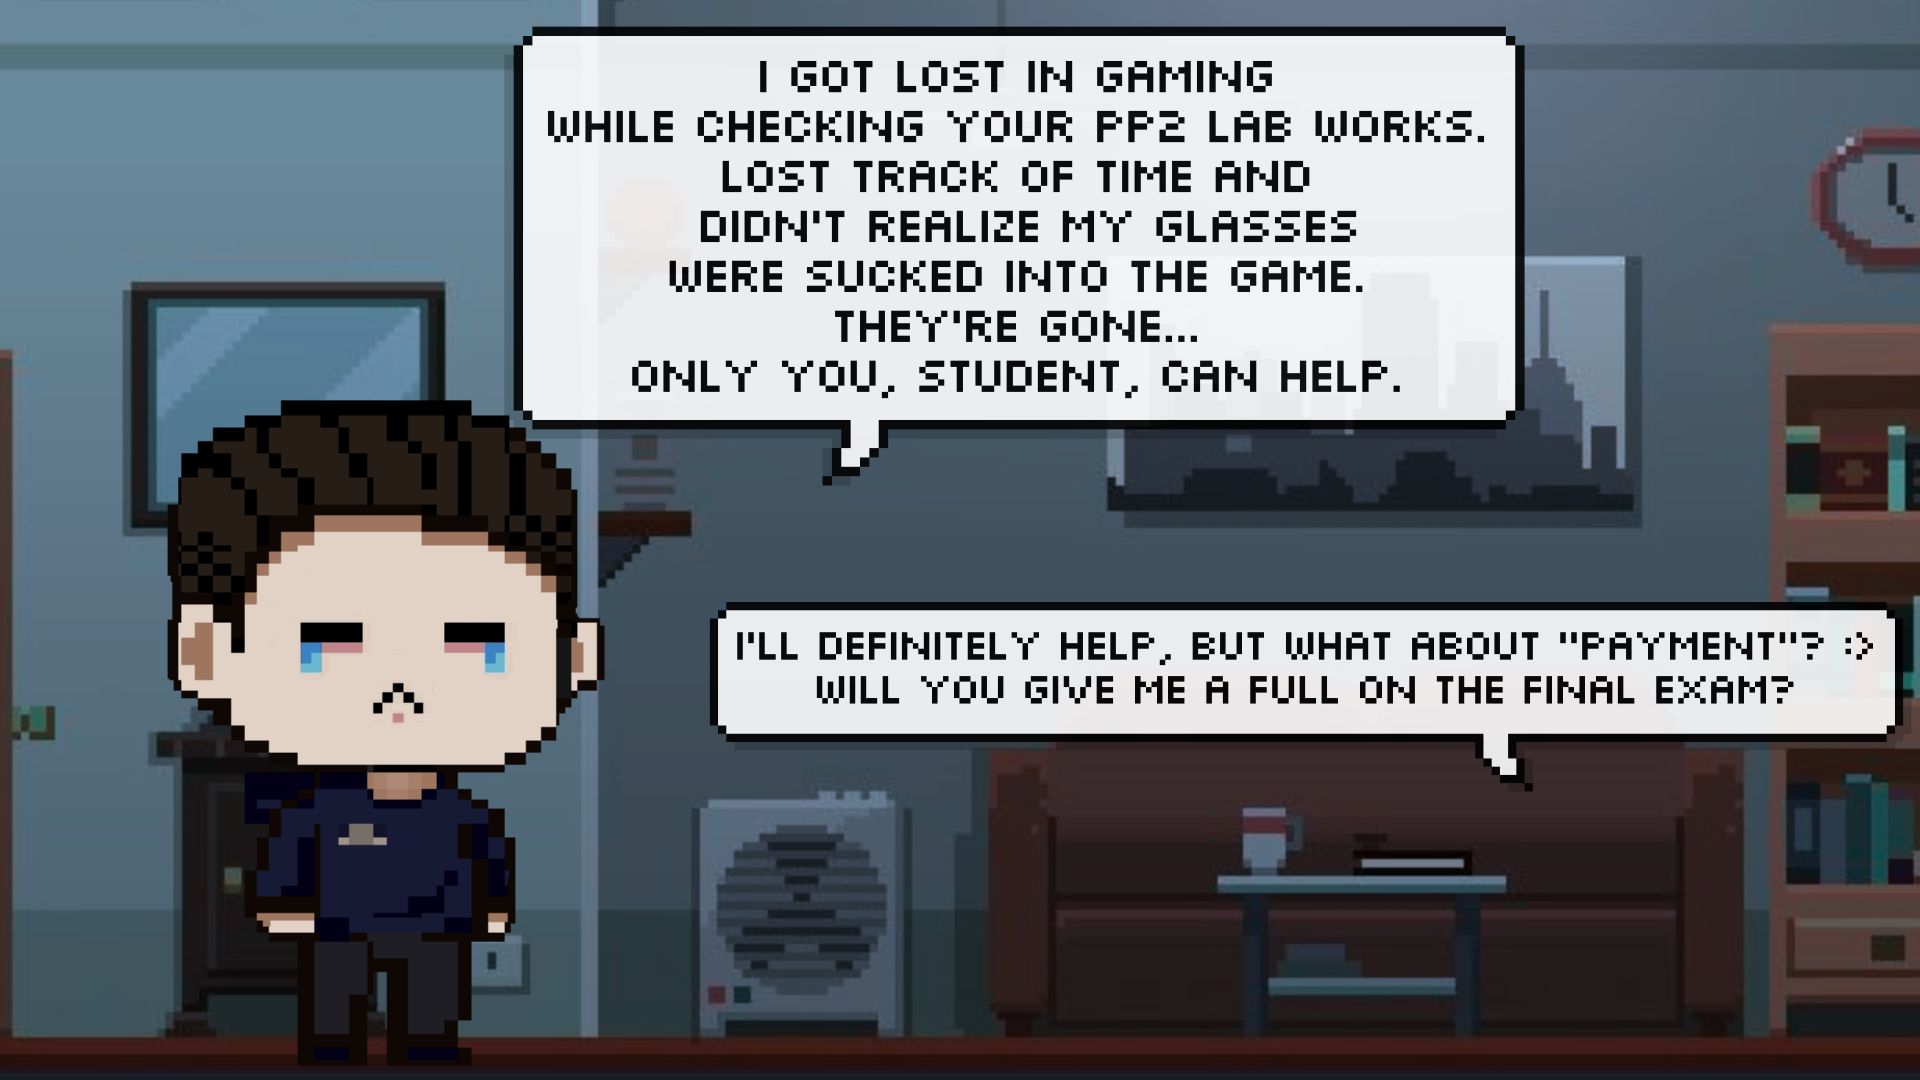 I GOT LOST IN GAMING
WHILE CHECKING YOUR PP2 LAB WORKS.
LOST TRACK OF TIME AND
DIDN'T REALIZE MY GLASSES
WERE SUCKED INTO THE GAME.
THEY'RE GONE...
ONLY YOU, STUDENT, CAN HELP.
I'LL DEFINITELY HELP, BUT WHAT ABOUT "PAYMENT"? :>
WILL YOU GIVE ME A FULL ON THE FINAL EXAM?